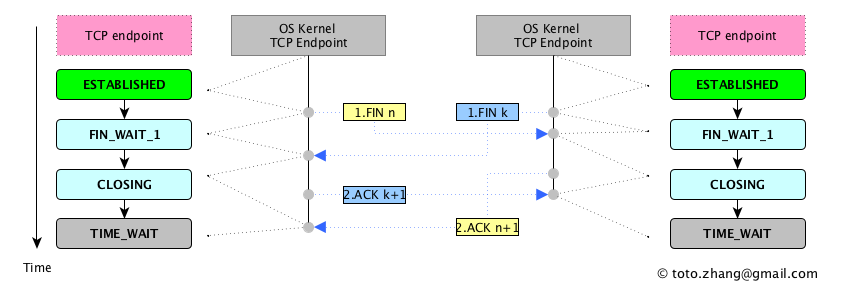 TCP endpoint
OS Kernel
TCP Endpoint
OS Kernel
TCP Endpoint
TCP endpoint
ESTABLISHED
ESTABLISHED
1.FIN n
1.FIN k
FIN_WAIT_1
FIN_WAIT_1
CLOSING
CLOSING
2.ACK k+1
2.ACK n+1
TIME_WAIT
TIME_WAIT
Time
© toto.zhang@gmail.com